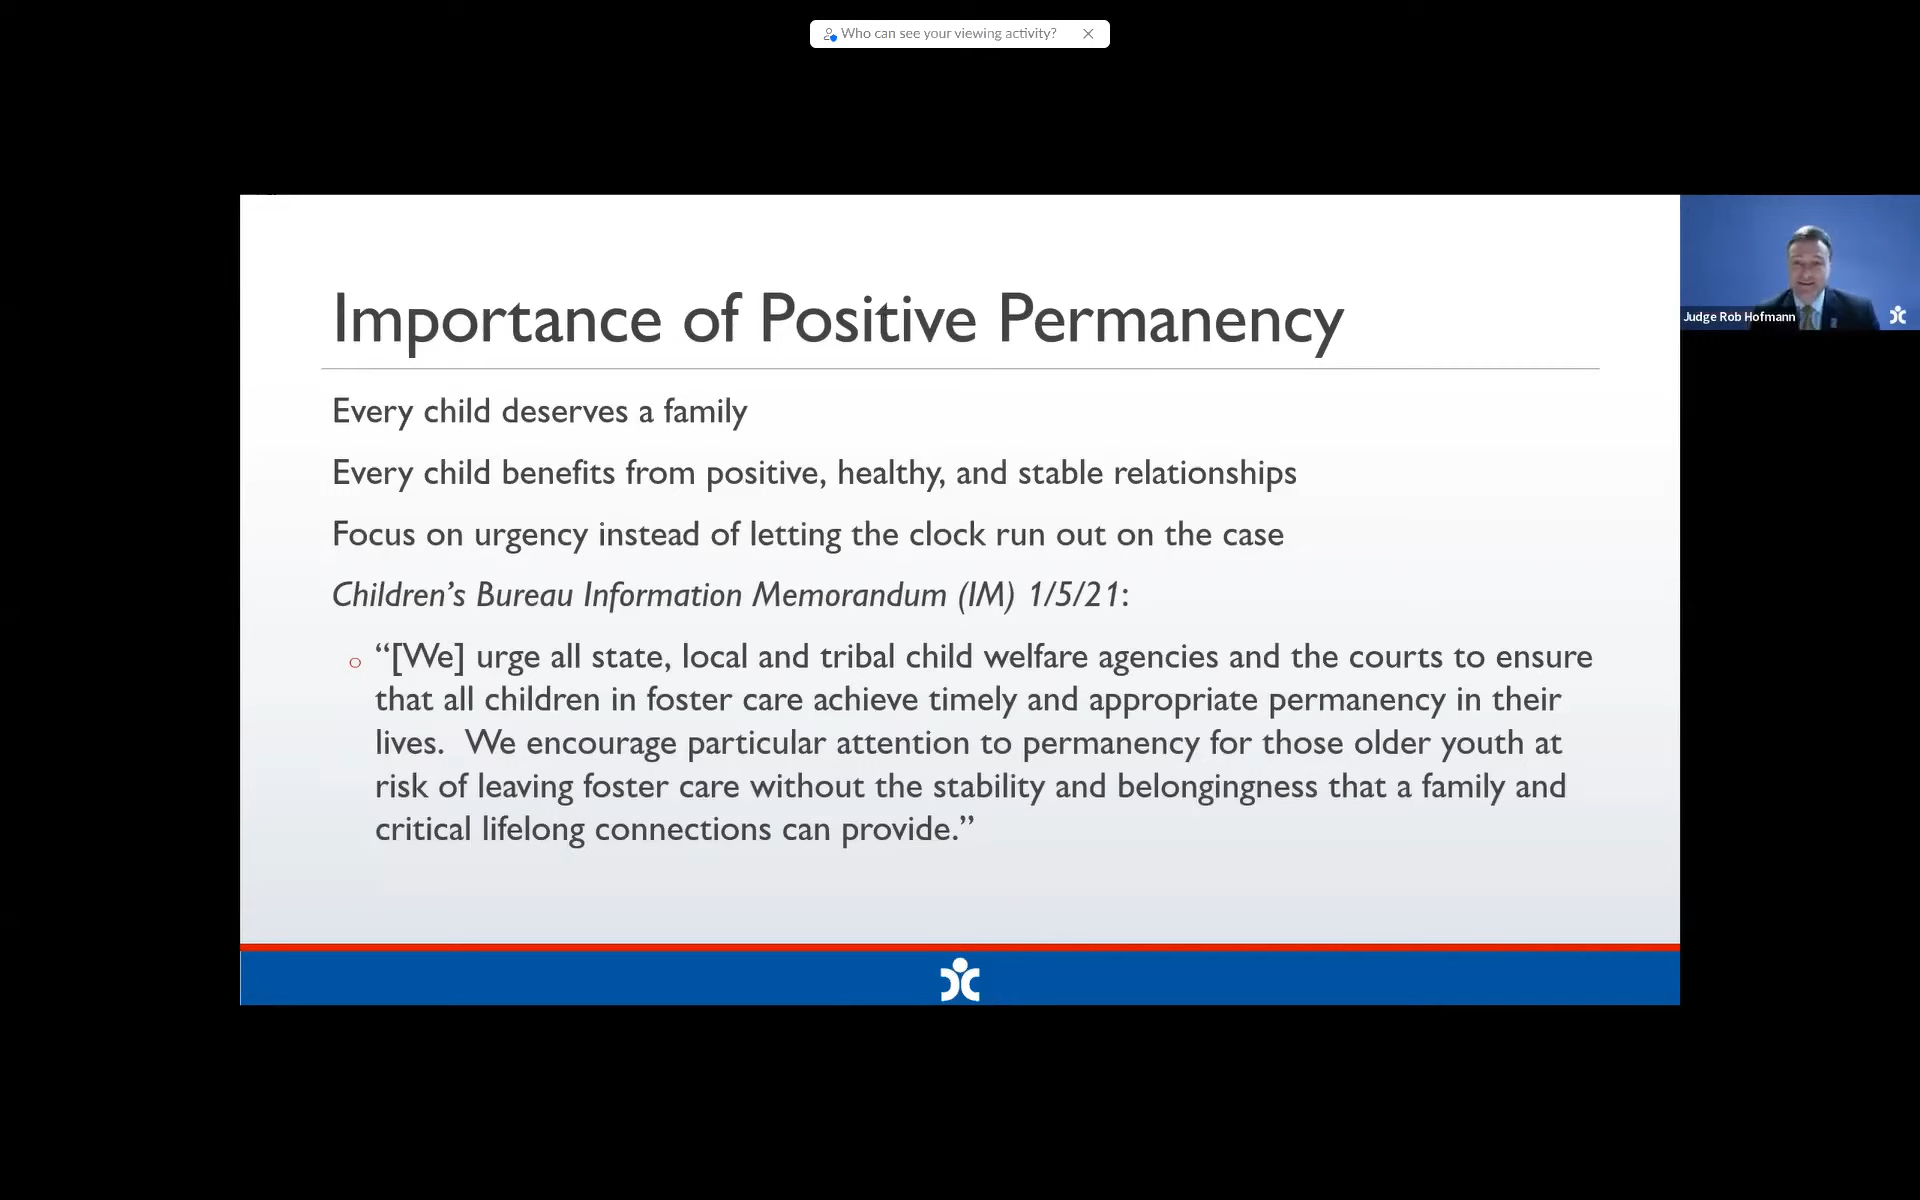 Who can see your viewing activity?
Importance of Positive Permanency
Judge Rob Hofmann
Every child deserves a family
Every child benefits from positive, healthy, and stable relationships
Focus on urgency instead of letting the clock run out on the case
Children’s Bureau Information Memorandum (IM) 1/5/21:
“[We] urge all state, local and tribal child welfare agencies and the courts to ensure
that all children in foster care achieve timely and appropriate permanency in their
lives.  We encourage particular attention to permanency for those older youth at
risk of leaving foster care without the stability and belongingness that a family and
critical lifelong connections can provide.”